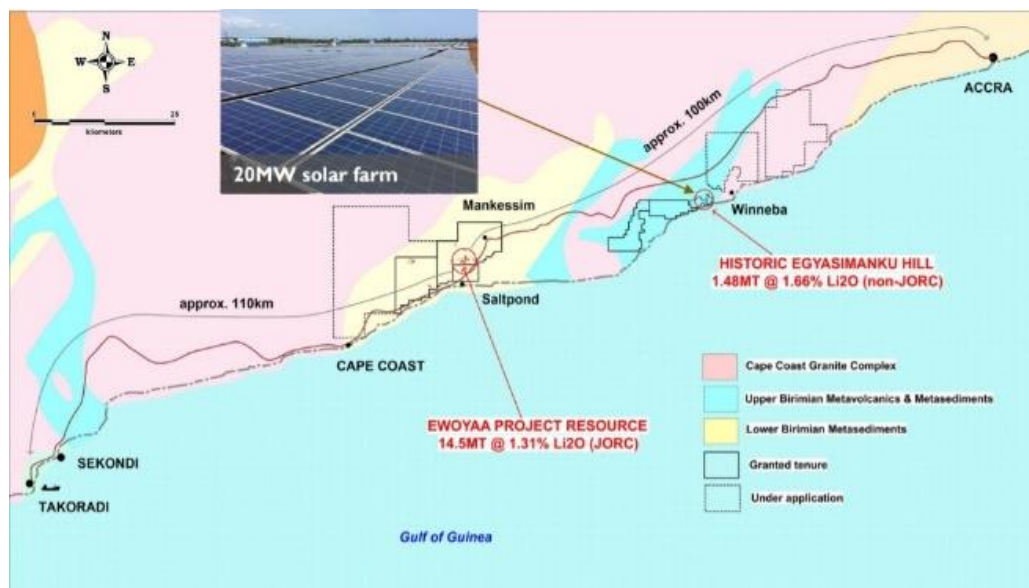 N
W E
S
0 25
kilometers
20MW solar farm
approx. 100km
ACCRA
Mankessim
Winneba
HISTORIC EGYASIMANKU HILL
1.48MT @ 1.66% Li2O (non-JORC)
Saltpond
approx. 110km
CAPE COAST
Cape Coast Granite Complex
Upper Birimian Metavolcanics & Metasediments
EWOYAA PROJECT RESOURCE
14.5MT @ 1.31% Li2O (JORC)
Lower Birimian Metasediments
SEKONDI
Granted tenure
TAKORADI
Under application
Gulf of Guinea